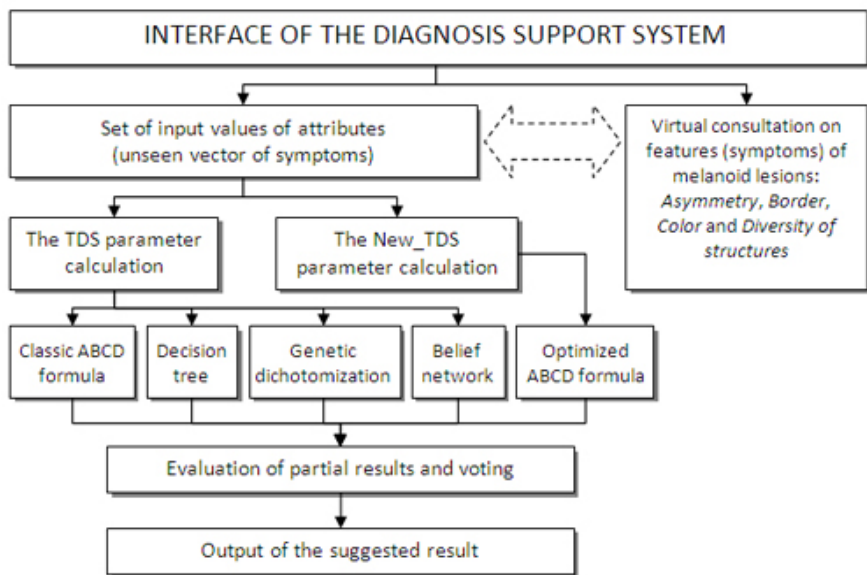 INTERFACE OF THE DIAGNOSIS SUPPORT SYSTEM
Set of input values of attributes
(unseen vector of symptoms)
Virtual consultation on
features (symptoms) of
melanoid lesions:
Asymmetry, Border,
Color and Diversity of
structures
The TDS parameter
calculation
The New_TDS
parameter calculation
Classic ABCD
formula
Decision
tree
Genetic
dichotomization
Belief
network
Optimized
ABCD formula
Evaluation of partial results and voting
Output of the suggested result